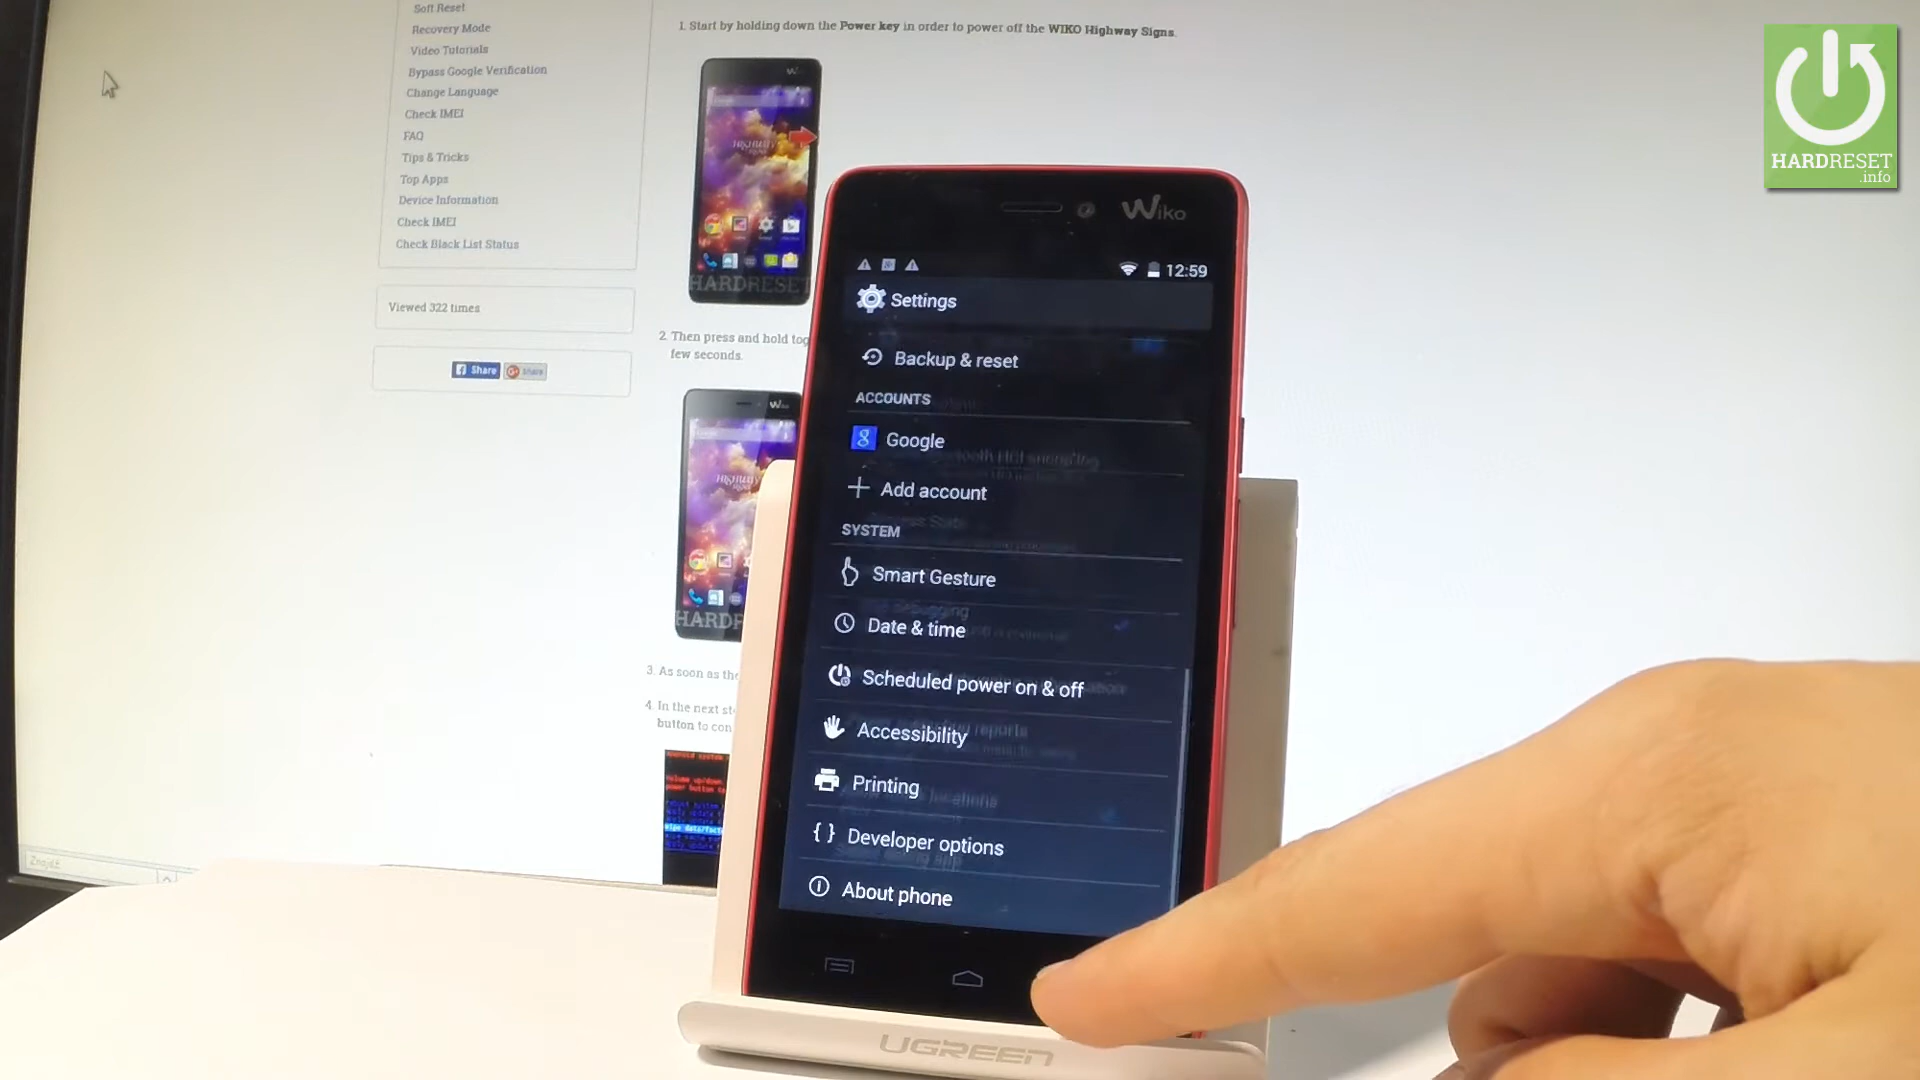 Soft Reset
Recovery Mode
Video Tutorials
Bypass Google Verification
Change Language
Check IMEI
FAQ
Tips & Tricks
Top Apps
Device Information
Check IMEI
Check Black List Status
Viewed 322 times
Share
Share
1. Start by holding down the Power key in order to power off the WIKO Highway Signs.
HARDRESET
2. Then press and hold tog
few seconds.
HARD
3. As soon as the
4. In the next st
button to con
Znajdź
Wiko
12:59
Settings
Backup & reset
ACCOUNTS
Google
Add account
SYSTEM
Smart Gesture
Date & time
Scheduled power on & off
Accessibility
Printing
Developer options
About phone
UGREEN
HARDRESET
.info